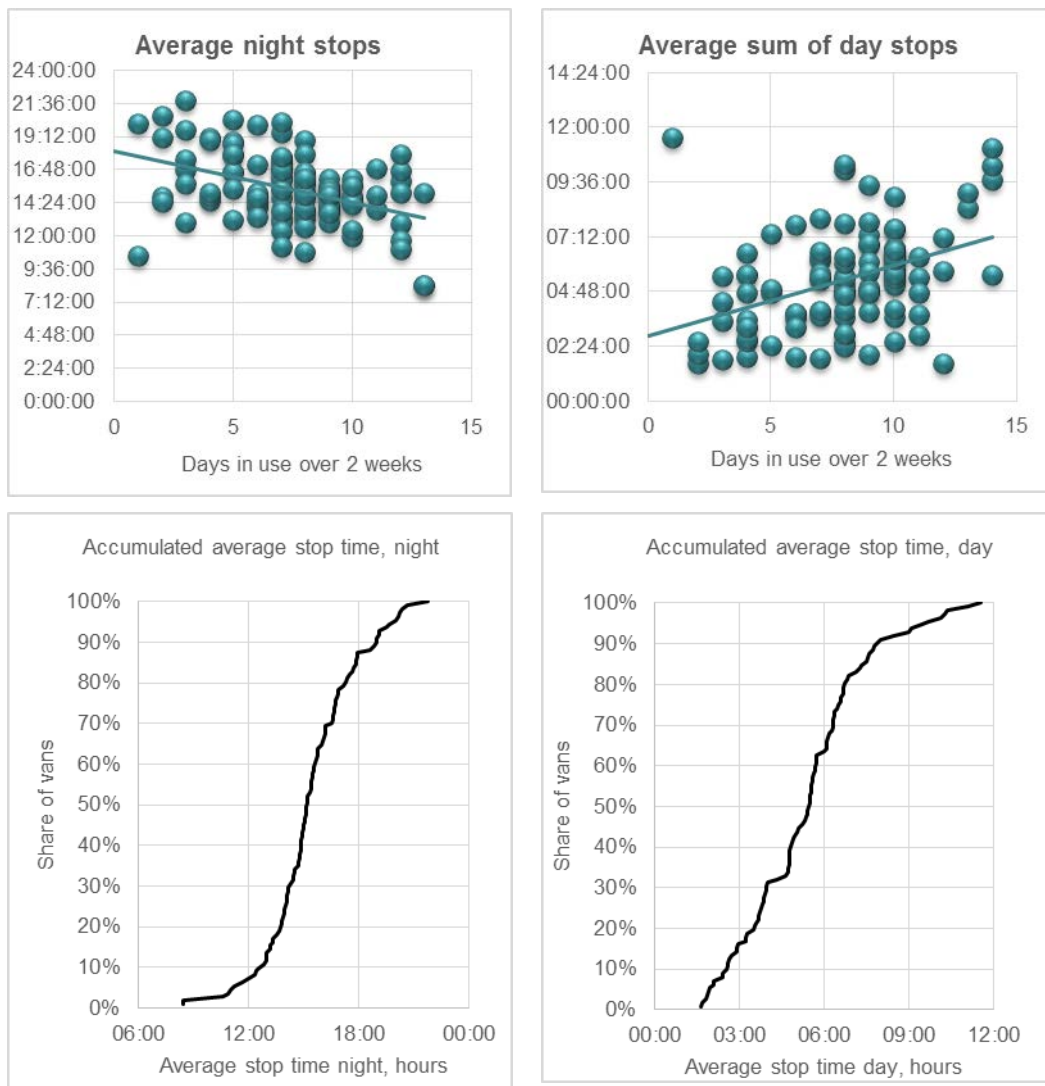 Average night stops
24:00:00
21:36:00
19:12:00
16:48:00
14:24:00
12:00:00
9:36:00
7:12:00
4:48:00
2:24:00
0:00:00
0 5 10 15
Days in use over 2 weeks
Average sum of day stops
14:24:00
12:00:00
09:36:00
07:12:00
04:48:00
02:24:00
00:00:00
0 5 10 15
Days in use over 2 weeks
Accumulated average stop time, night
Share of vans
100%
90%
80%
70%
60%
50%
40%
30%
20%
10%
0%
06:00 12:00 18:00 00:00
Average stop time night, hours
Accumulated average stop time, day
Share of vans
100%
90%
80%
70%
60%
50%
40%
30%
20%
10%
0%
00:00 03:00 06:00 09:00 12:00
Average stop time day, hours